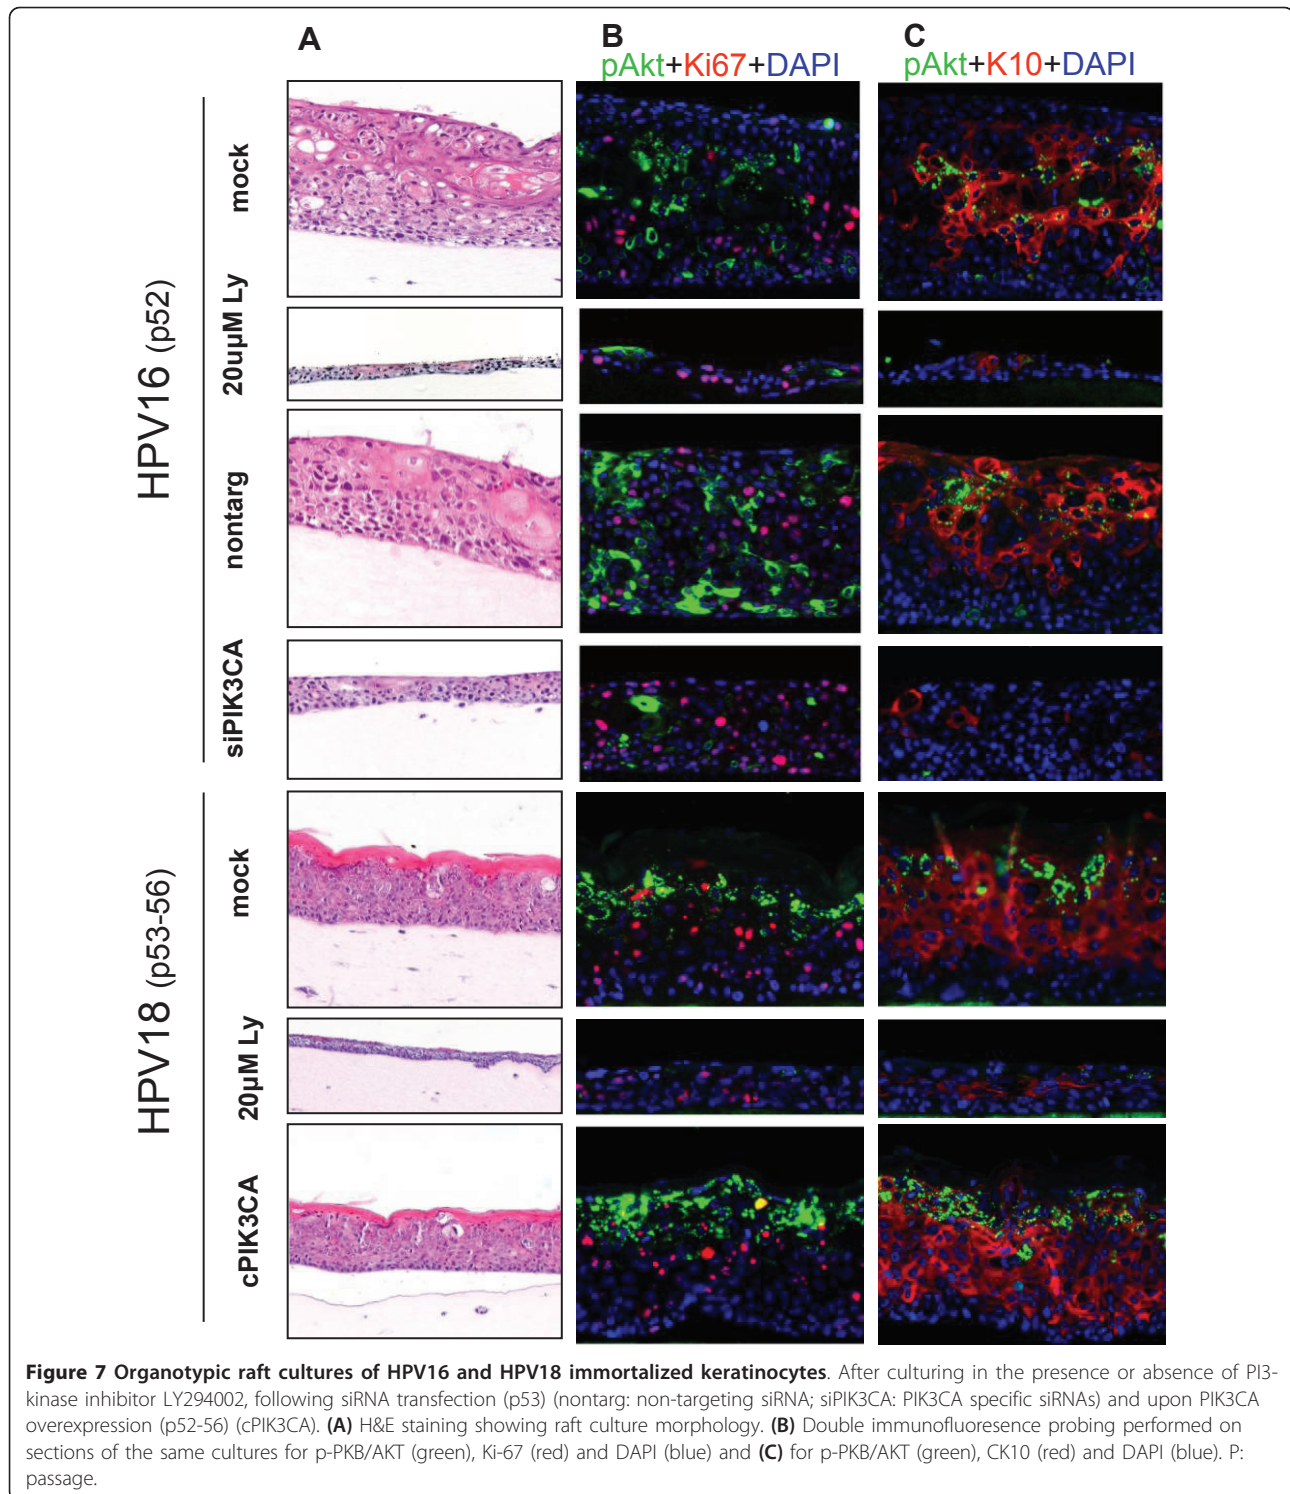 A
B
C
pAkt+Ki67+DAPI
pAkt+K10+DAPI
HPV16 (p52)
mock
20uµM Ly
nontarg
siPIK3CA
HPV18 (p53-56)
mock
20µM Ly
cPIK3CA
Figure 7 Organotypic raft cultures of HPV16 and HPV18 immortalized keratinocytes. After culturing in the presence or absence of PI3-
kinase inhibitor LY294002, following siRNA transfection (p53) (nontarg: non-targeting siRNA; siPIK3CA: PIK3CA specific siRNAs) and upon PIK3CA
overexpression (p52-56) (cPIK3CA). (A) H&E staining showing raft culture morphology. (B) Double immunofluoresence probing performed on
sections of the same cultures for p-PKB/AKT (green), Ki-67 (red) and DAPI (blue) and (C) for p-PKB/AKT (green), CK10 (red) and DAPI (blue). P:
passage.